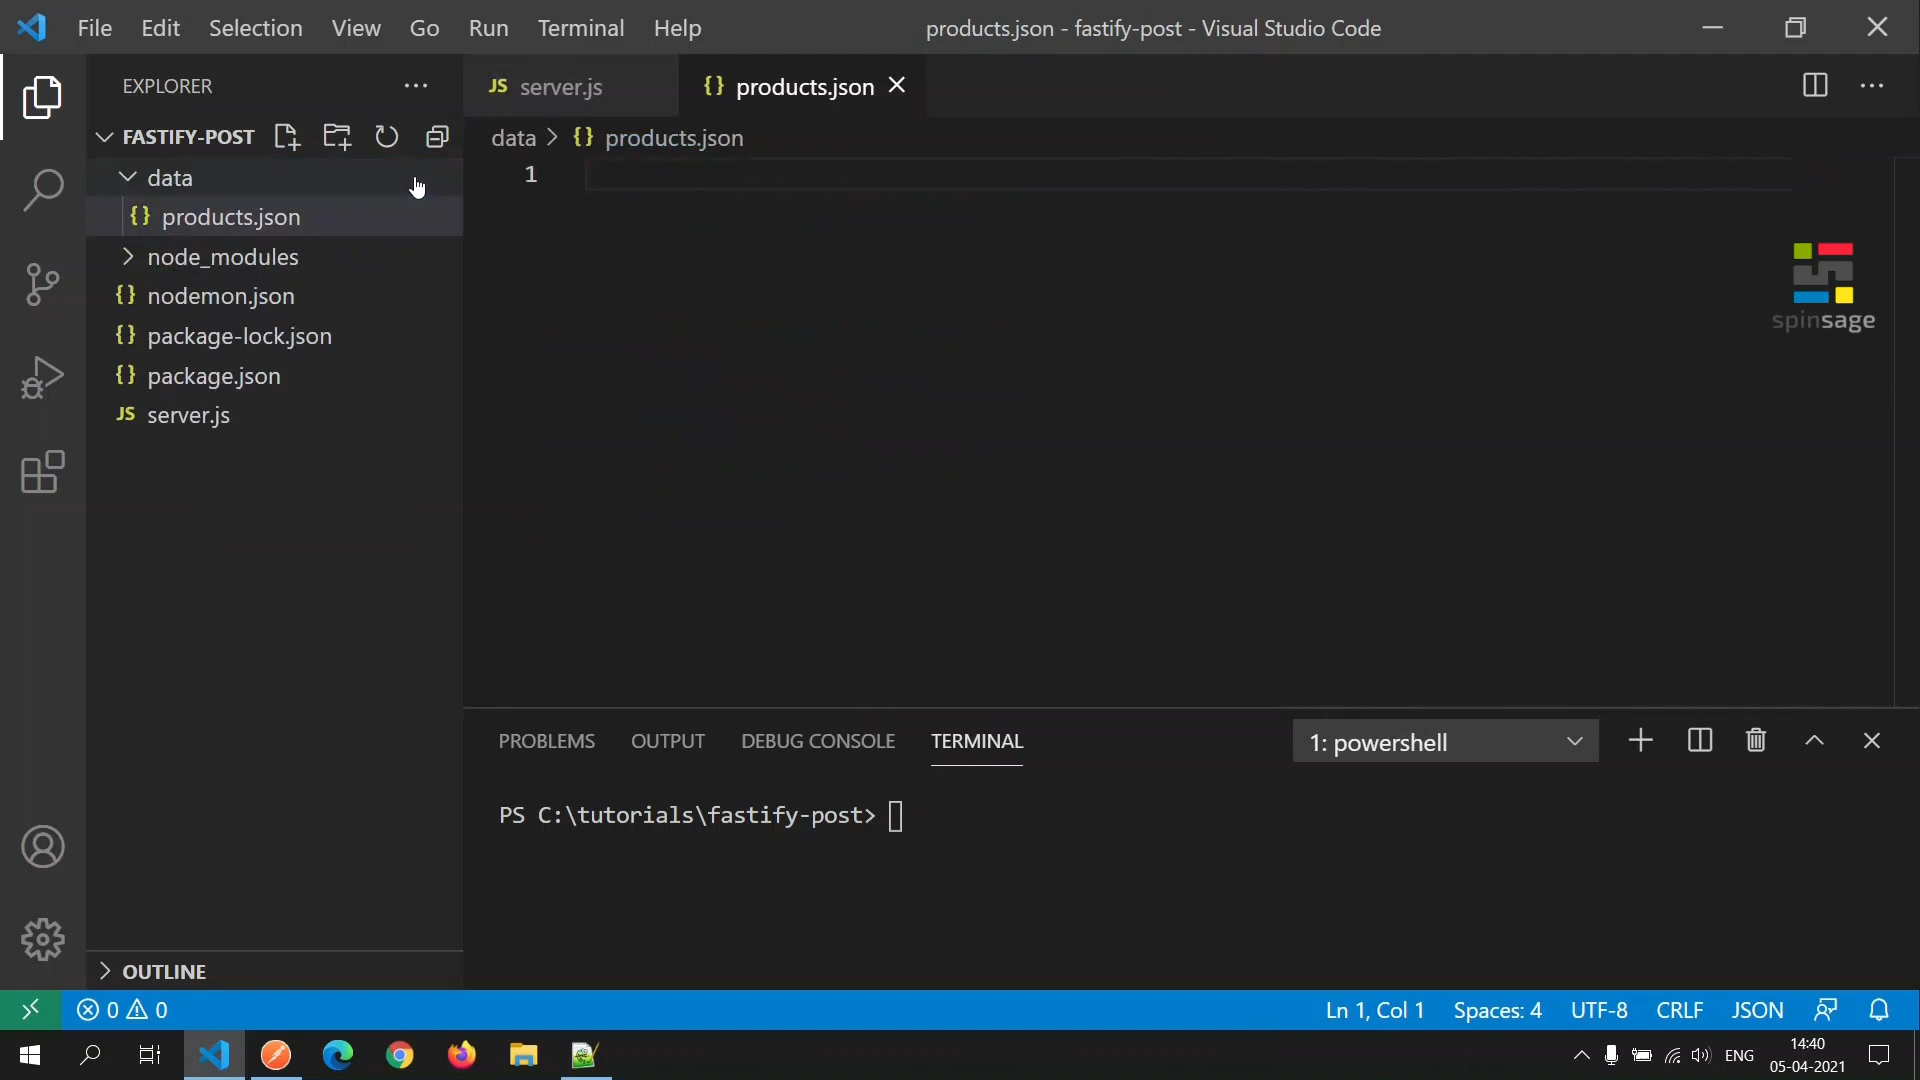 File Edit Selection View Go Run Terminal Help
products.json - fastify-post - Visual Studio Code
EXPLORER
JS server.js
{} products.json
FASTIFY-POST
data > {} products.json
data
1
{} products.json
node_modules
{} nodemon.json
{} package-lock.json
{} package.json
JS server.js
spinsage
PROBLEMS OUTPUT DEBUG CONSOLE TERMINAL
1: powershell
PS C:\tutorials\fastify-post>
OUTLINE
0 0
Ln 1, Col 1 Spaces: 4 UTF-8 CRLF JSON
ENG
14:40
05-04-2021